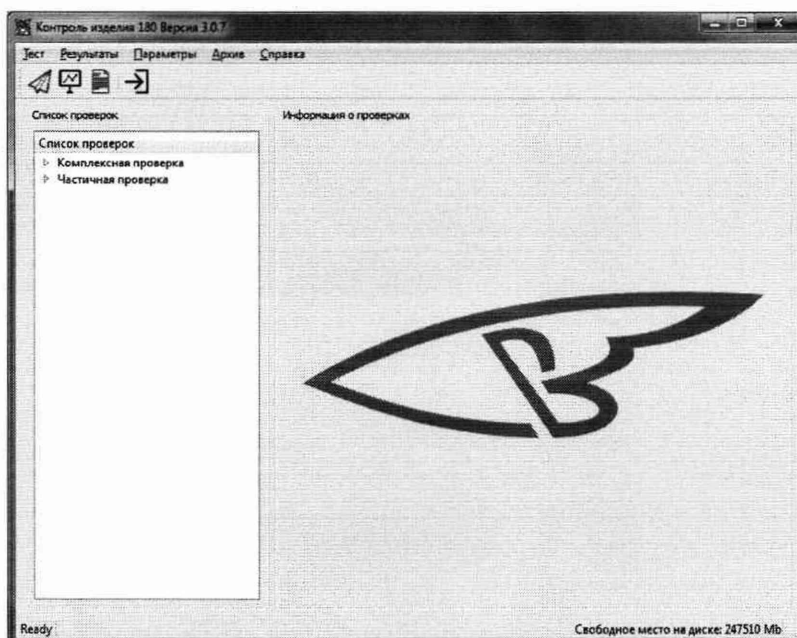 Контроль изделия 180 Версия 3.0.7
Тест Результаты Параметры Архив Справка
Список проверок
Информация о проверках
Список проверок
Комплексная проверка
Частичная проверка
Ready
Свободное место на диске: 247510 Mb